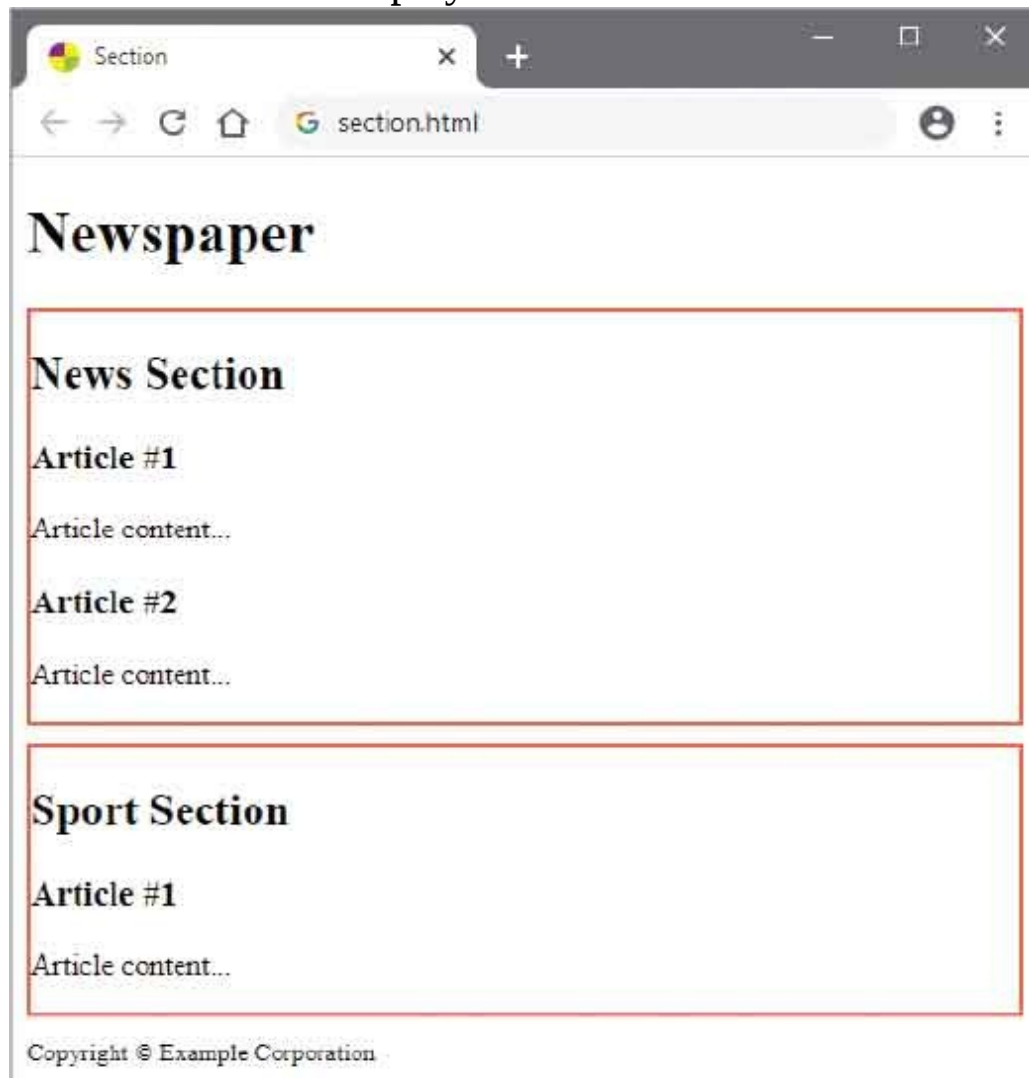 Section
section.html
Newspaper
News Section
Article #1
Article content...
Article #2
Article content...
Sport Section
Article #1
Article content...
Copyright © Example Corporation